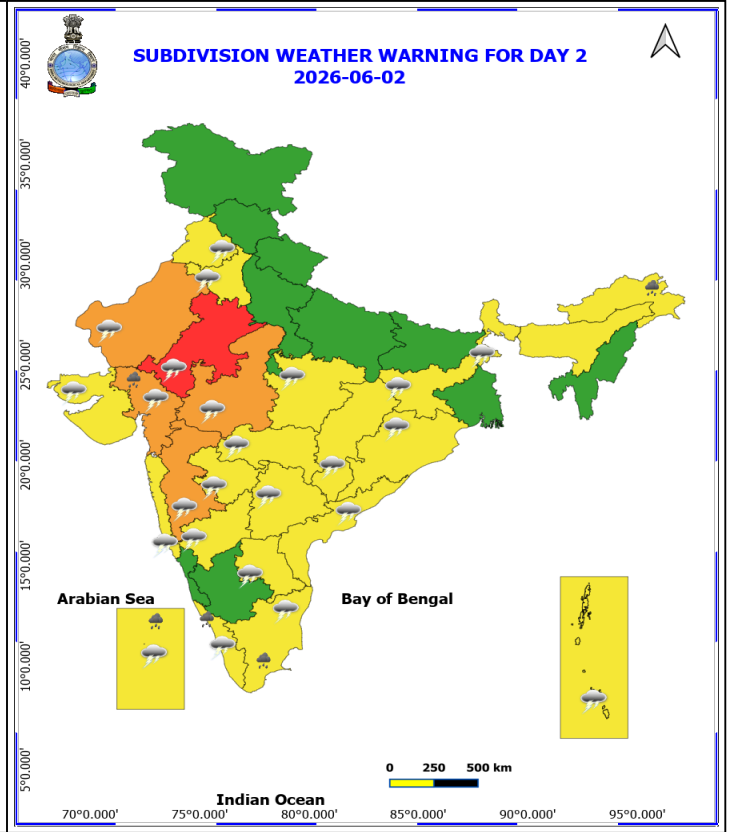 SUBDIVISION WEATHER WARNING FOR DAY 2
2026-06-02
40°0.000'
35°0.000'
30°0.000'
25°0.000'
20°0.000'
15°0.000'
10°0.000'
5°0.000'
Arabian Sea
Bay of Bengal
0 250 500 km
Indian Ocean
70°0.000' 75°0.000' 80°0.000' 85°0.000' 90°0.000' 95°0.000'